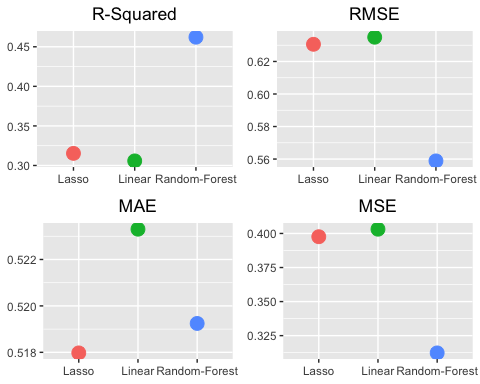 R-Squared
0.45
0.40
0.35
0.30
Lasso Linear Random-Forest
RMSE
0.62
0.60
0.58
0.56
Lasso Linear Random-Forest
MAE
0.522
0.520
0.518
Lasso Linear Random-Forest
MSE
0.400
0.375
0.350
0.325
Lasso Linear Random-Forest